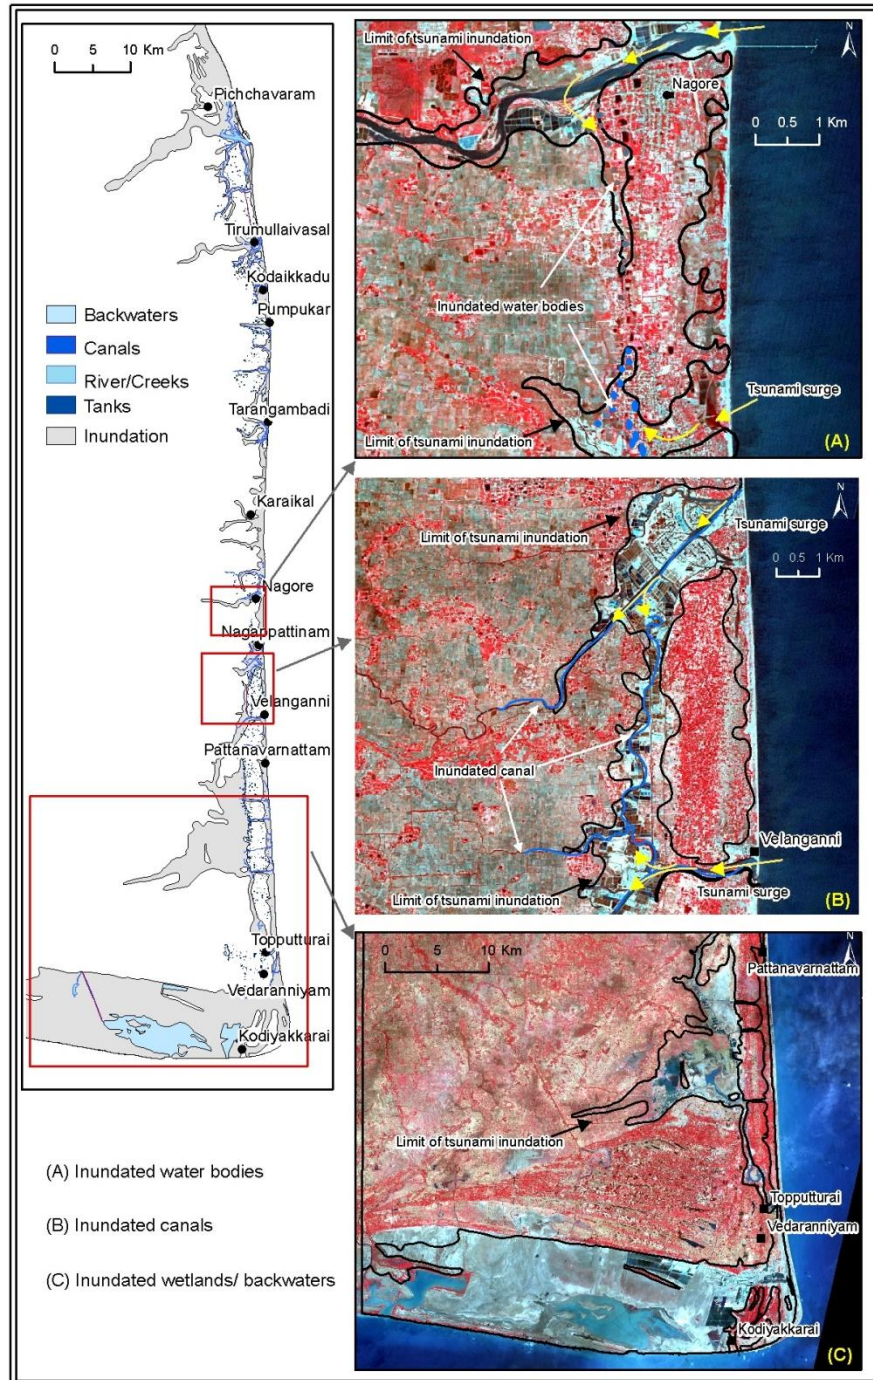 0 5 10 Km
Pichchavaram
Tirumullaivasal
Kodaikkadu
Pumpukar
Backwaters
Canals
River/Creeks
Tanks
Inundation
Tarangambadi
Karaikal
Nagore
Nagappattinam
Velanganni
Pattanavarnattam
Topputturai
Vedaranniyam
Kodiyakkarai
(A) Inundated water bodies
(B) Inundated canals
(C) Inundated wetlands/ backwaters
Limit of tsunami inundation
N
Nagore
0 0.5 1 Km
Inundated water bodies
Tsunami surge
Limit of tsunami inundation
(A)
N
Tsunami surge
Limit of tsunami inundation
0 0.5 1 Km
Inundated canal
Velanganni
Limit of tsunami inundation
Tsunami surge
(B)
0 5 10 Km
N
Pattanavarnattam
Limit of tsunami inundation
Topputturai
Vedaranniyam
Kodiyakkarai
(C)